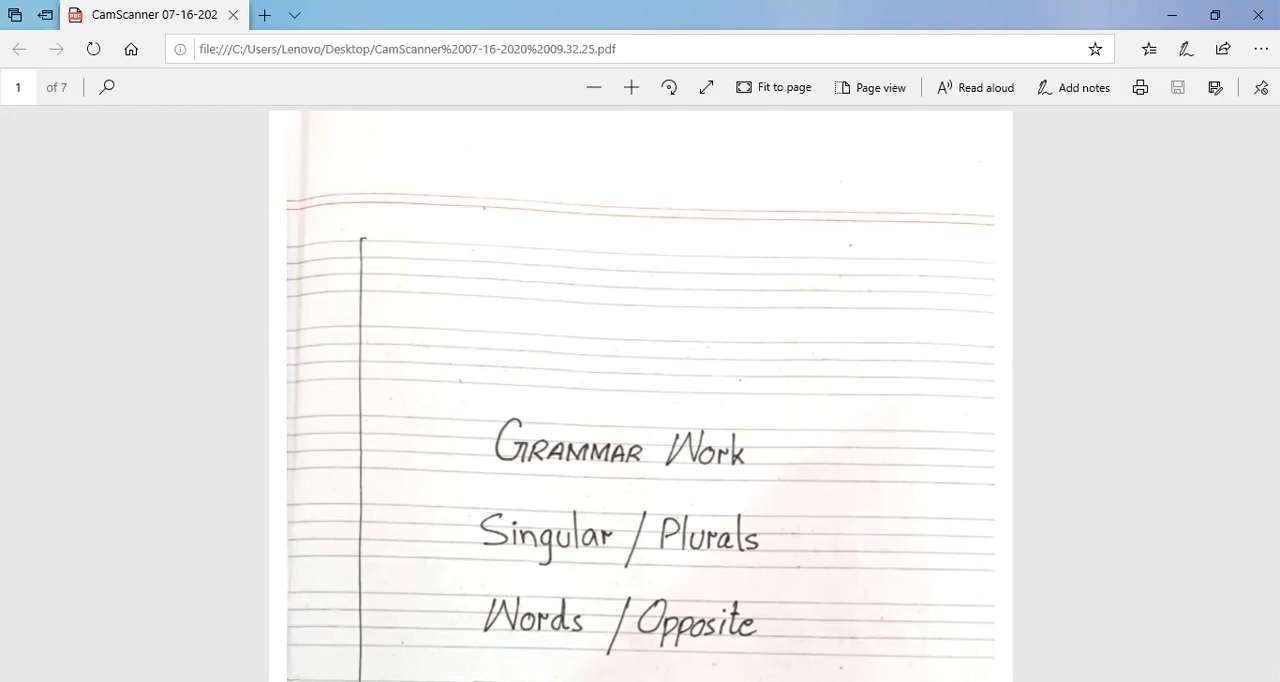 CamScanner 07-16-202
file:///C:/Users/Lenovo/Desktop/CamScanner%2007-16-2020%2009.32.25.pdf
1 of 7 Fit to page Page view Read aloud Add notes
GRAMMAR Work
Singular / Plurals
Words / Opposite